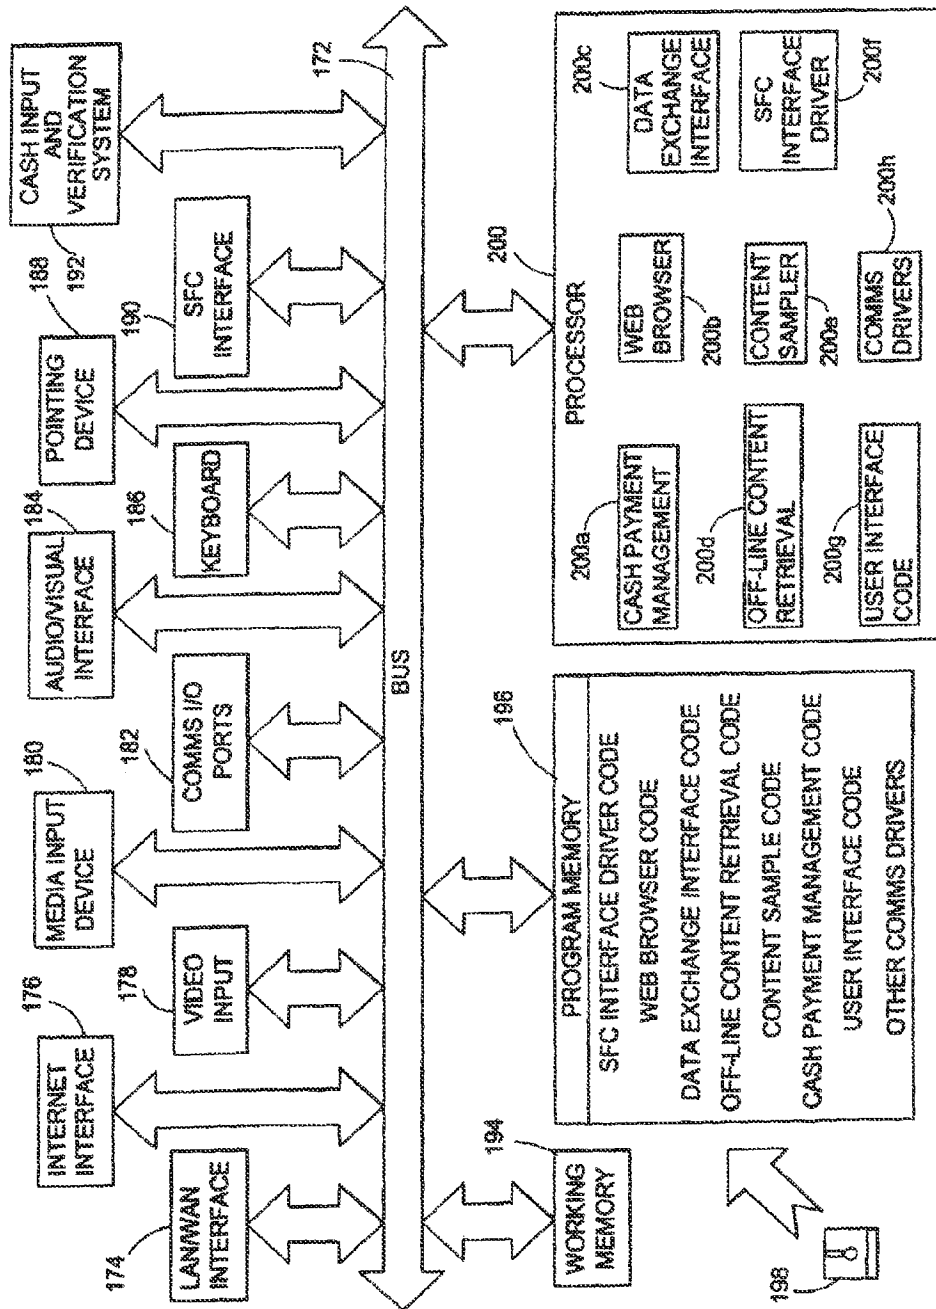 CASH INPUT
AND
VERIFICATION
SYSTEM
192
POINTING
DEVICE
188
SFC
INTERFACE
190
AUDIO/VISUAL
INTERFACE
184
KEYBOARD
186
MEDIA INPUT
DEVICE
180
COMMS I/O
PORTS
182
INTERNET
INTERFACE
176
VIDEO
INPUT
178
LAN/WAN
INTERFACE
174
BUS
172
WORKING
MEMORY
194
196
PROGRAM MEMORY
SFC INTERFACE DRIVER CODE
WEB BROWSER CODE
DATA EXCHANGE INTERFACE CODE
OFF-LINE CONTENT RETRIEVAL CODE
CONTENT SAMPLE CODE
CASH PAYMENT MANAGEMENT CODE
USER INTERFACE CODE
OTHER COMMS DRIVERS
198
PROCESSOR
200
200a
CASH PAYMENT
MANAGEMENT
WEB
BROWSER
200b
200c
DATA
EXCHANGE
INTERFACE
200d
OFF-LINE CONTENT
RETRIEVAL
CONTENT
SAMPLER
200e
SFC
INTERFACE
DRIVER
200f
200g
USER INTERFACE
CODE
COMMS
DRIVERS
200h